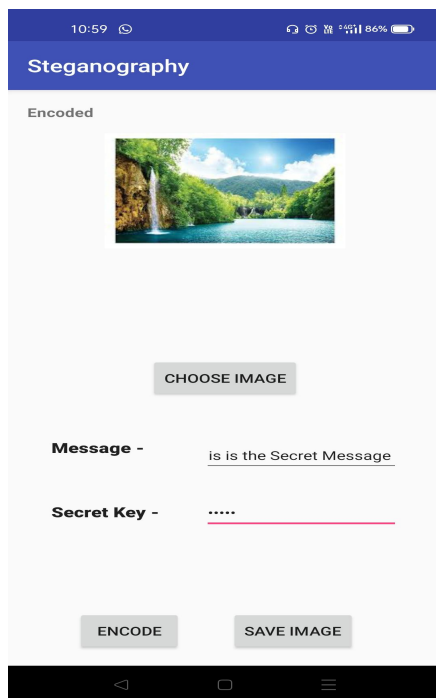 10:59 86%
Steganography
Encoded
CHOOSE IMAGE
Message - is is the Secret Message
Secret Key - •••••
ENCODE SAVE IMAGE